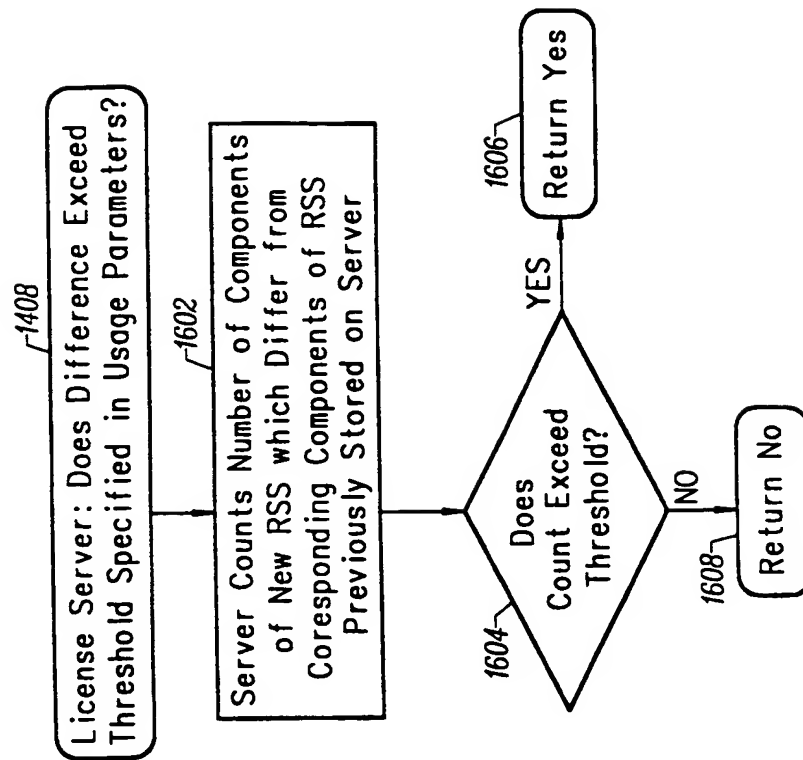 1408
License Server: Does Difference Exceed
Threshold Specified in Usage Parameters?
1602
Server Counts Number of Components
of New RSS which Differ from
Coresponding Components of RSS
Previously Stored on Server
1604
Does
Count Exceed
Threshold?
YES
1606
Return Yes
NO
1608
Return No